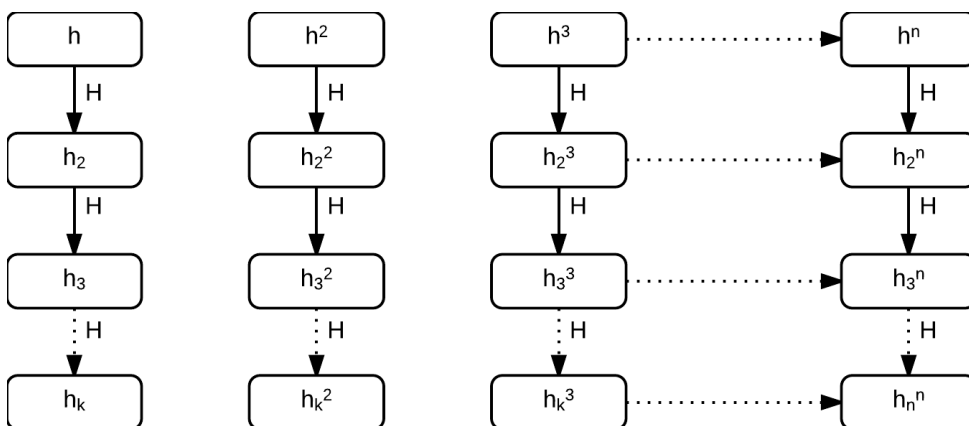 h h² h³ hⁿ
H H H H
h₂ h₂² h₂³ h₂ⁿ
H H H H
h₃ h₃² h₃³ h₃ⁿ
H H H H
hₖ hₖ² hₖ³ hₙⁿ